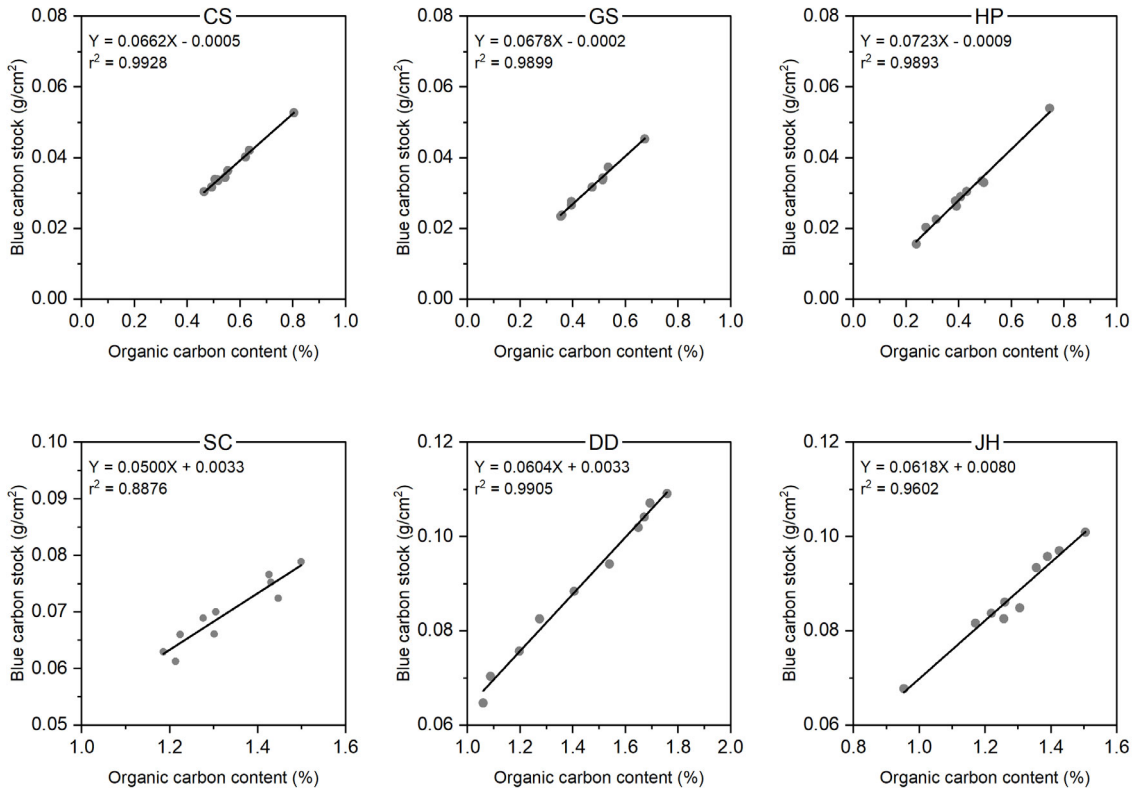 CS
Y = 0.0662X - 0.0005
r² = 0.9928
0.08
0.06
0.04
0.02
0.00
Blue carbon stock (g/cm²)
0.0 0.2 0.4 0.6 0.8 1.0
Organic carbon content (%)
GS
Y = 0.0678X - 0.0002
r² = 0.9899
0.08
0.06
0.04
0.02
0.00
Blue carbon stock (g/cm²)
0.0 0.2 0.4 0.6 0.8 1.0
Organic carbon content (%)
HP
Y = 0.0723X - 0.0009
r² = 0.9893
0.08
0.06
0.04
0.02
0.00
Blue carbon stock (g/cm²)
0.0 0.2 0.4 0.6 0.8 1.0
Organic carbon content (%)
SC
Y = 0.0500X + 0.0033
r² = 0.8876
0.10
0.09
0.08
0.07
0.06
0.05
Blue carbon stock (g/cm²)
1.0 1.2 1.4 1.6
Organic carbon content (%)
DD
Y = 0.0604X + 0.0033
r² = 0.9905
0.12
0.10
0.08
0.06
Blue carbon stock (g/cm²)
1.0 1.2 1.4 1.6 1.8 2.0
Organic carbon content (%)
JH
Y = 0.0618X + 0.0080
r² = 0.9602
0.12
0.10
0.08
0.06
Blue carbon stock (g/cm²)
0.8 1.0 1.2 1.4 1.6
Organic carbon content (%)